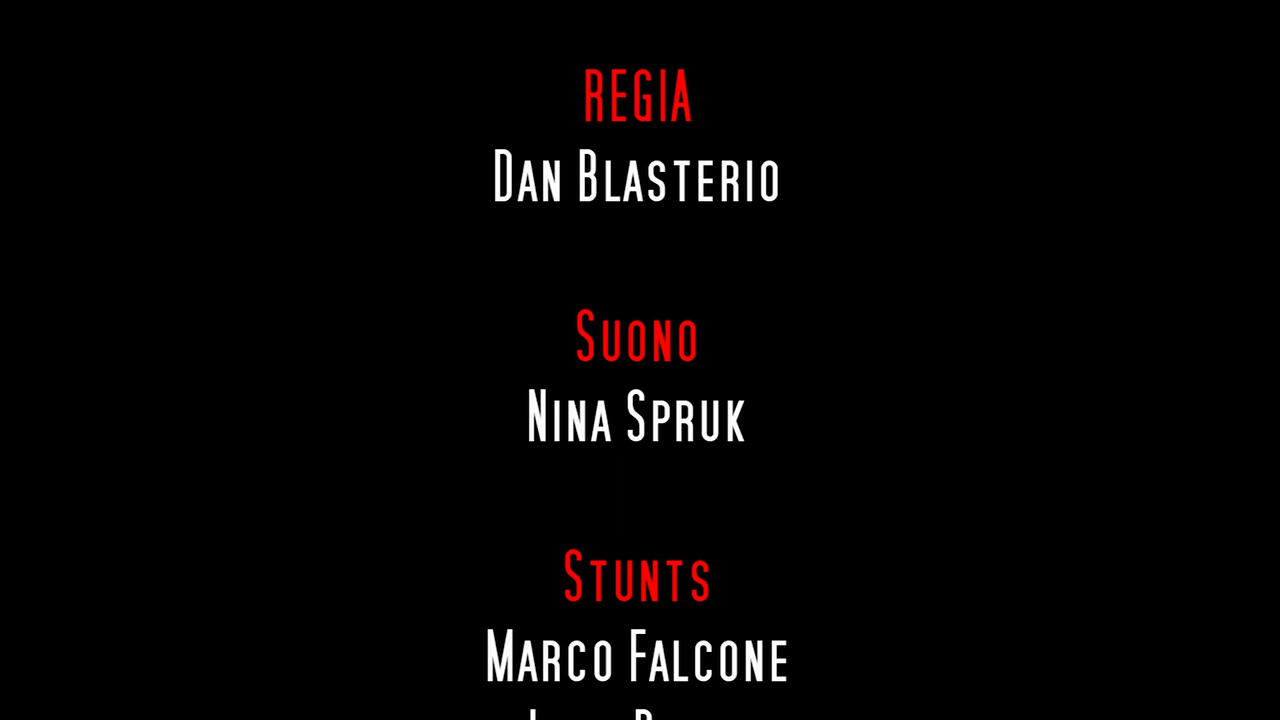 REGIA
Dan Blasterio
Suono
Nina Spruk
Stunts
Marco Falcone